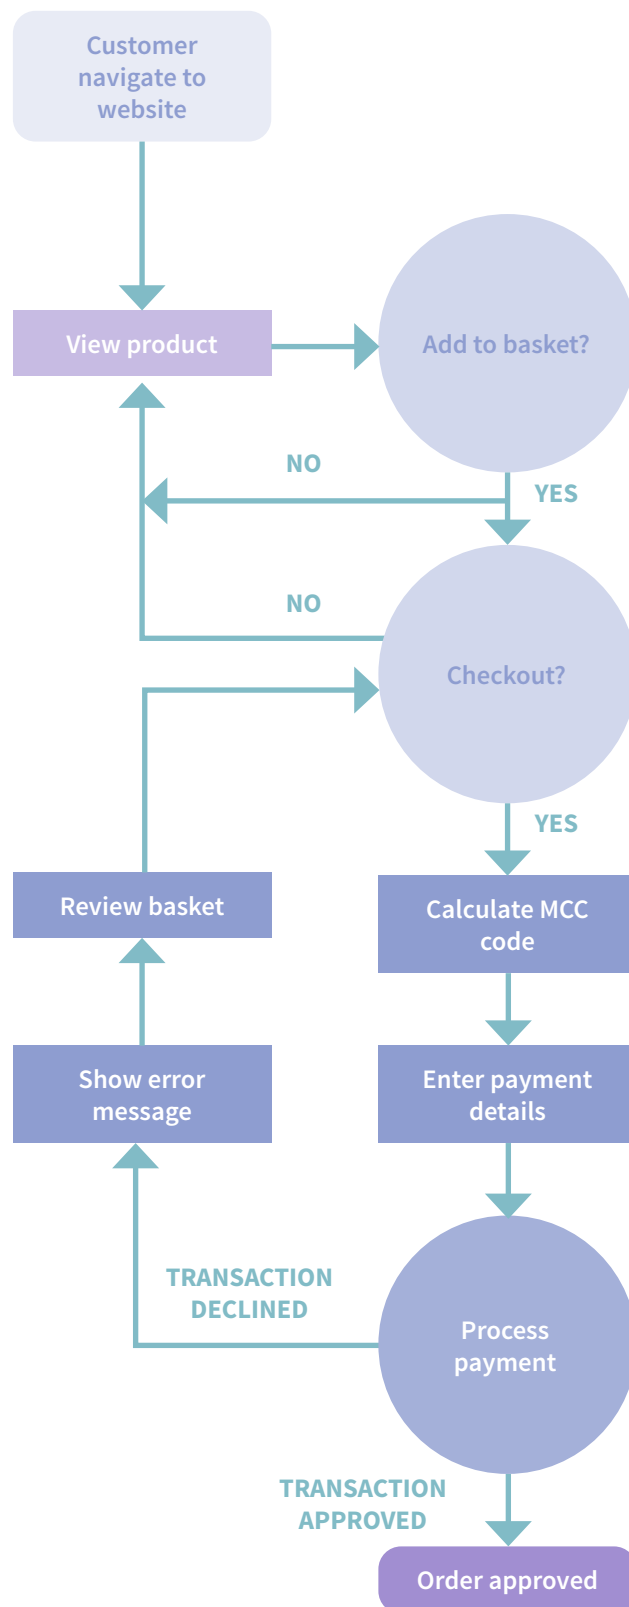 Customer
navigate to
website
View product
Add to basket?
NO
YES
NO
Checkout?
YES
Review basket
Calculate MCC
code
Show error
message
Enter payment
details
TRANSACTION
DECLINED
Process
payment
TRANSACTION
APPROVED
Order approved